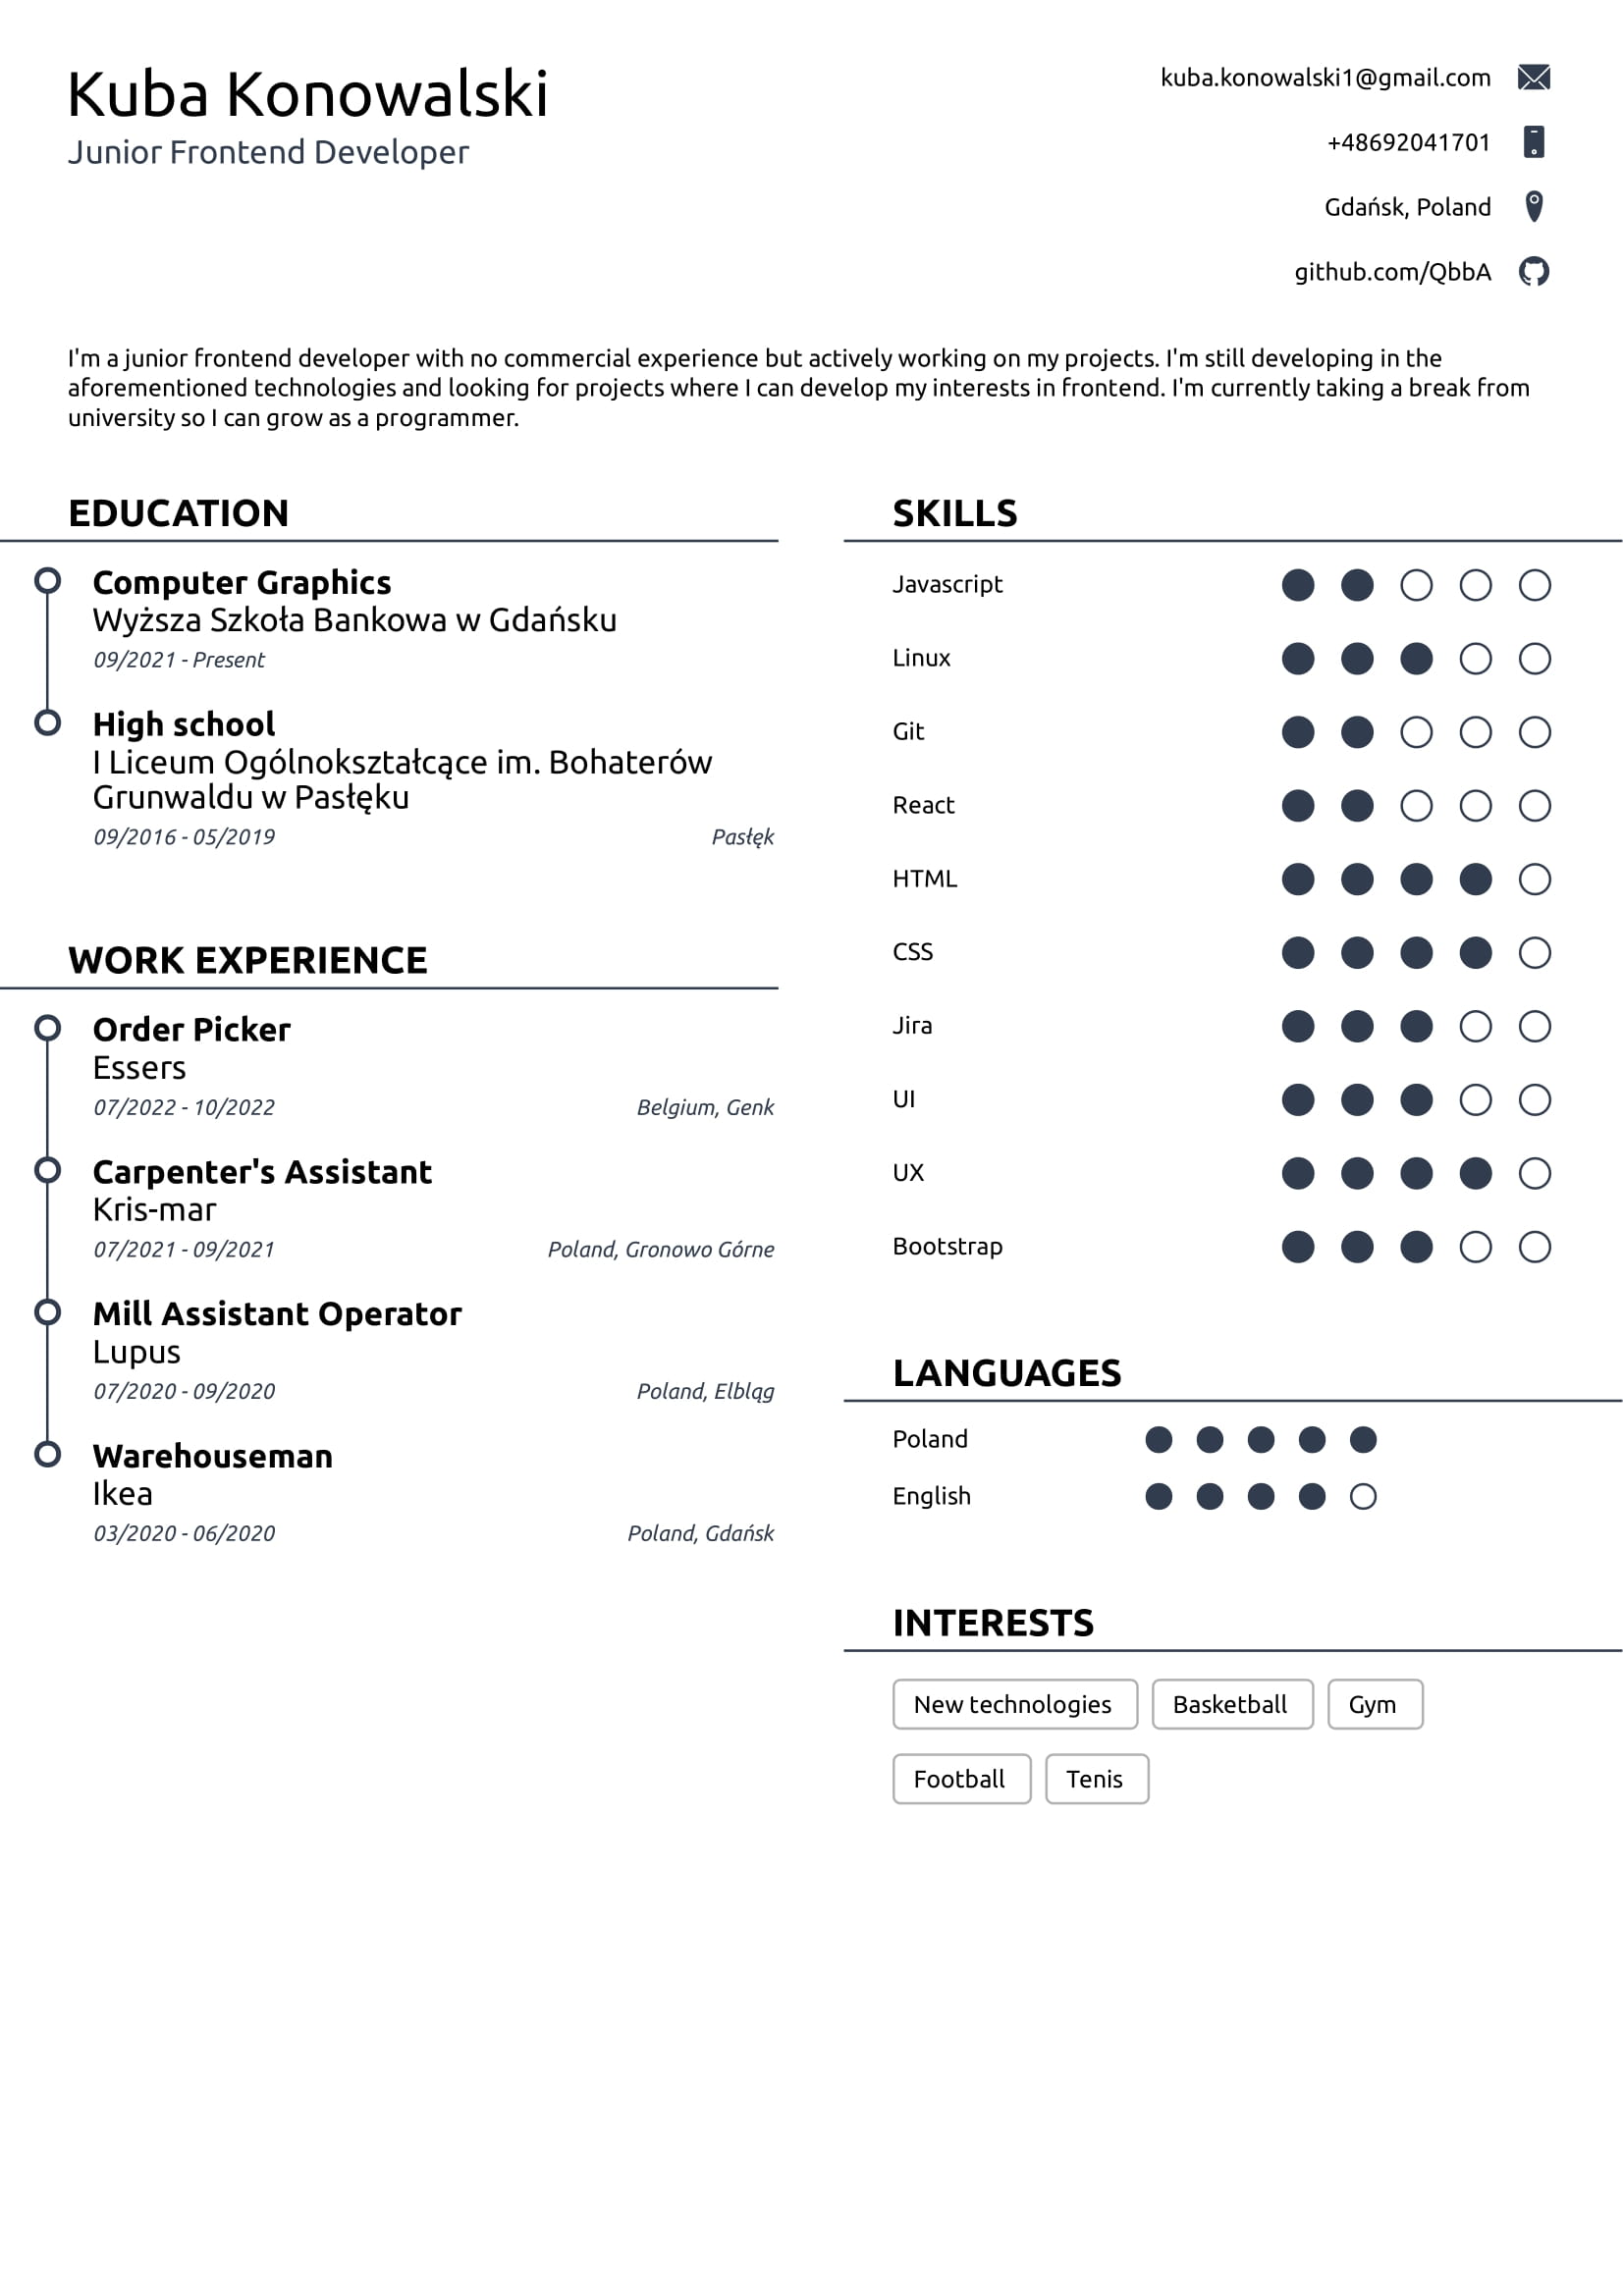 Kuba Konowalski
Junior Frontend Developer
kuba.konowalski1@gmail.com
+48692041701
Gdańsk, Poland
github.com/QbbA
I'm a junior frontend developer with no commercial experience but actively working on my projects. I'm still developing in the
aforementioned technologies and looking for projects where I can develop my interests in frontend. I'm currently taking a break from
university so I can grow as a programmer.
EDUCATION
Computer Graphics
Wyższa Szkoła Bankowa w Gdańsku
09/2021 - Present
High school
I Liceum Ogólnokształcące im. Bohaterów
Grunwaldu w Pasłęku
09/2016 - 05/2019 Pasłęk
WORK EXPERIENCE
Order Picker
Essers
07/2022 - 10/2022 Belgium, Genk
Carpenter's Assistant
Kris-mar
07/2021 - 09/2021 Poland, Gronowo Górne
Mill Assistant Operator
Lupus
07/2020 - 09/2020 Poland, Elbląg
Warehouseman
Ikea
03/2020 - 06/2020 Poland, Gdańsk
SKILLS
Javascript
Linux
Git
React
HTML
CSS
Jira
UI
UX
Bootstrap
LANGUAGES
Poland
English
INTERESTS
New technologies Basketball Gym
Football Tenis